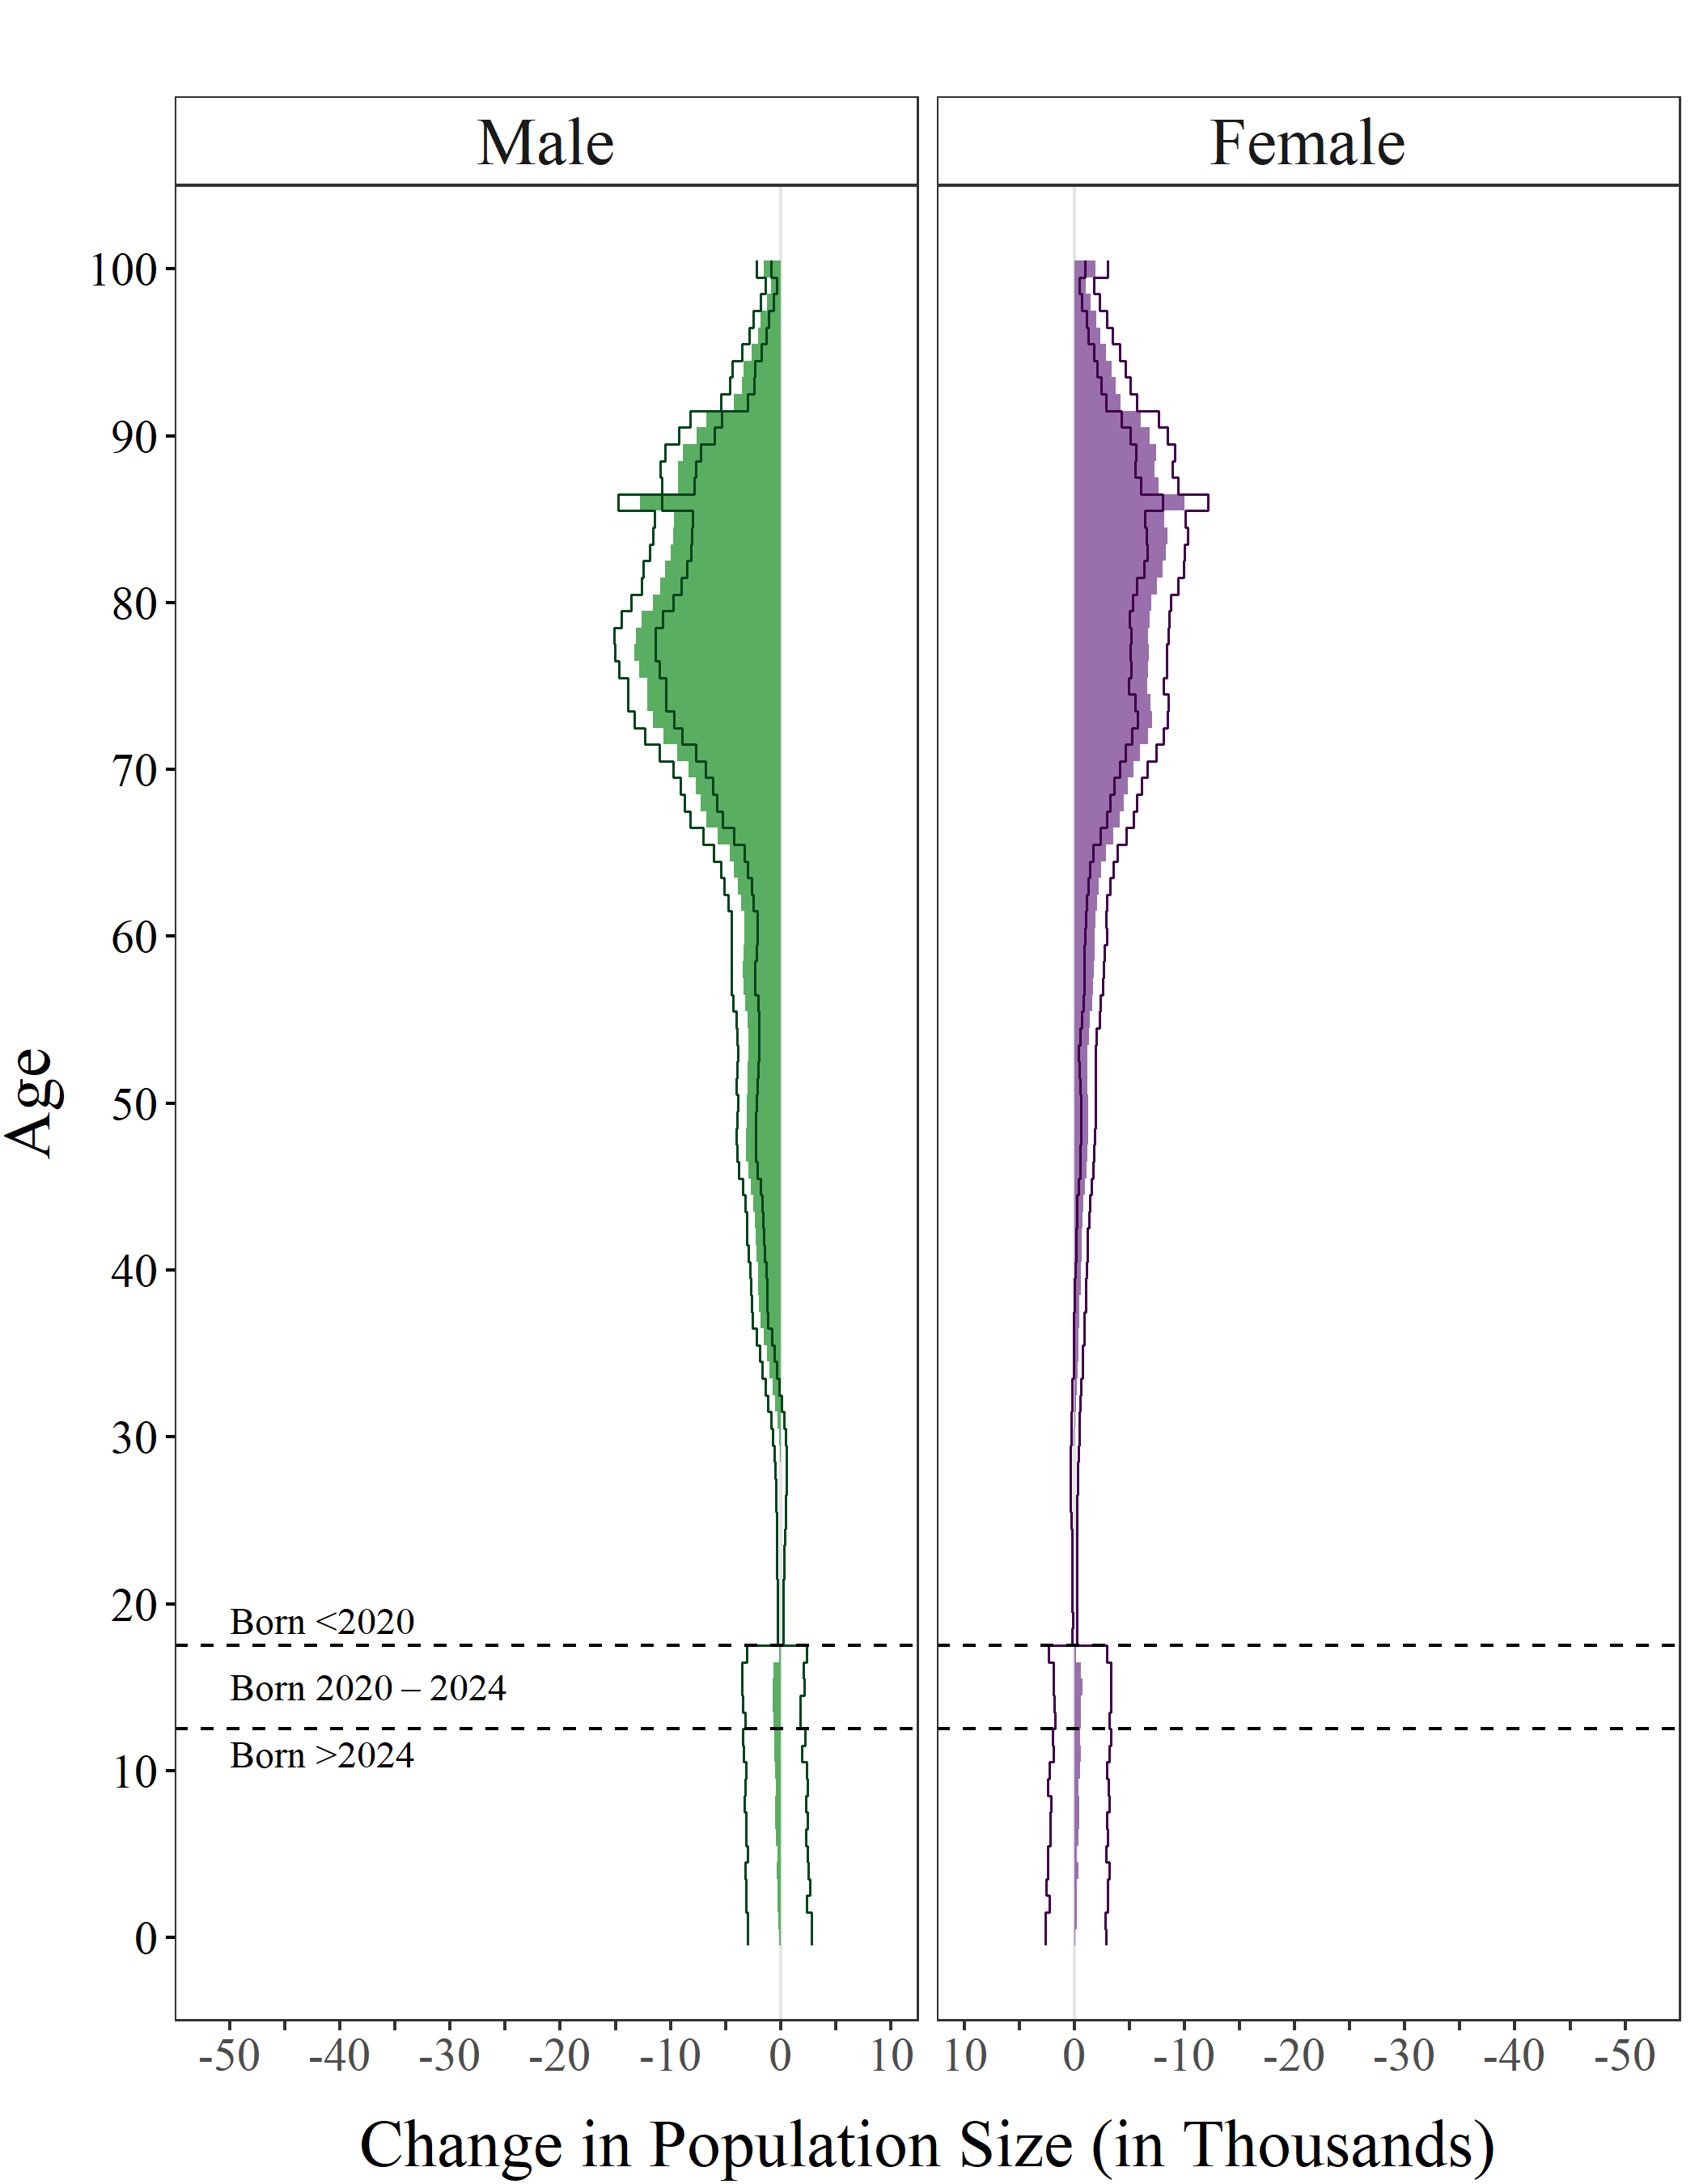 Male Female
100
90
80
70
60
50
40
30
20
10
0
Age
Born <2020
Born 2020 – 2024
Born >2024
-50 -40 -30 -20 -10 0 10 10 0 -10 -20 -30 -40 -50
Change in Population Size (in Thousands)